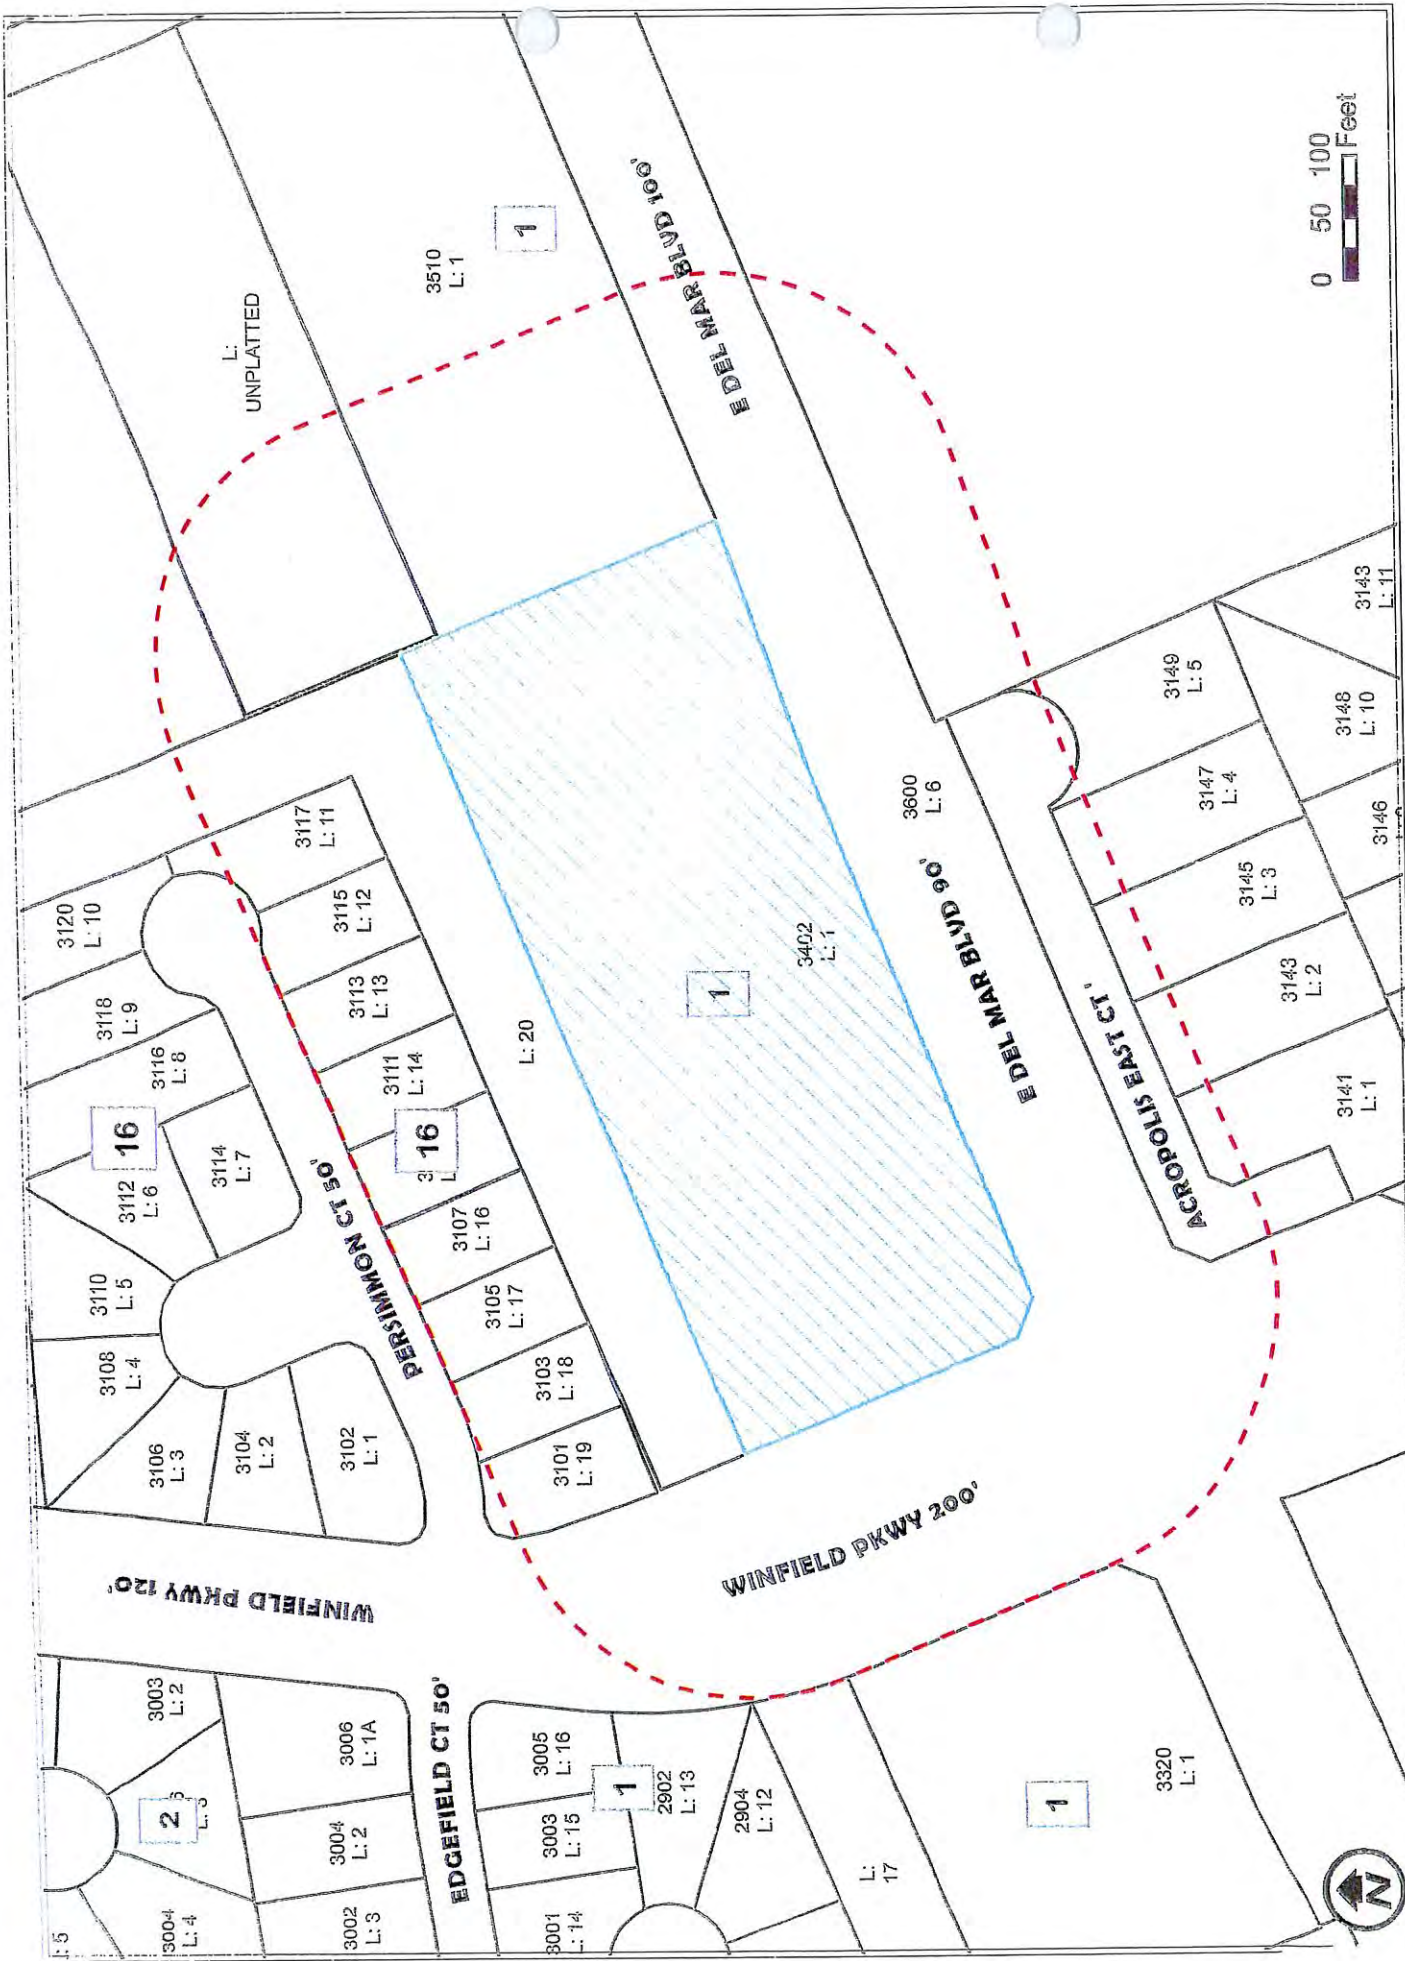 : 5
3004
L: 4
3002
L: 3
2
L: 3
3003
L: 2
3004
L: 2
3006
L: 1A
EDGEFIELD CT 50'
3001
L: 14
3003
L: 15
3005
L: 16
1
2902
L: 13
2904
L: 12
L:
17
1
3320
L: 1
WINFIELD PKWY 120'
WINFIELD PKWY 200'
3106
L: 3
3104
L: 2
3102
L: 1
3108
L: 4
3110
L: 5
3112
L: 6
3114
L: 7
16
3116
L: 8
3118
L: 9
3120
L: 10
PERSIMMON CT 50'
3101
L: 19
3103
L: 18
3105
L: 17
3107
L: 16
16
3111
L: 14
3113
L: 13
3115
L: 12
3117
L: 11
L: 20
1
3402
L: 1
L:
UNPLATTED
3510
L: 1
1
E DEL MAR BLVD 100'
E DEL MAR BLVD 90'
3600
L: 6
ACROPOLIS EAST CT '
3141
L: 1
3143
L: 2
3145
L: 3
3147
L: 4
3149
L: 5
3146
3148
L: 10
3143
L: 11
0 50 100
Feet
N